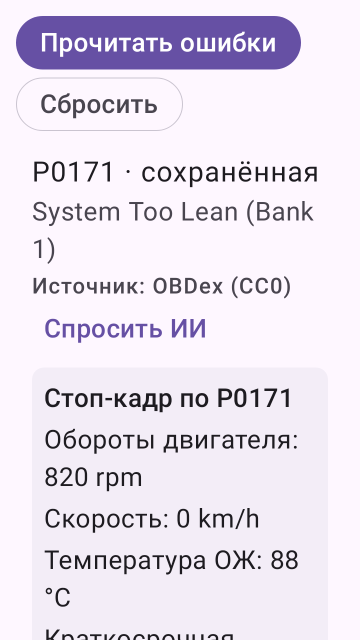 Прочитать ошибки
Сбросить
P0171 · сохранённая
System Too Lean (Bank
1)
Источник: OBDex (CC0)
Спросить ИИ
Стоп-кадр по P0171
Обороты двигателя:
820 rpm
Скорость: 0 km/h
Температура ОЖ: 88
°C
Краткосрочная